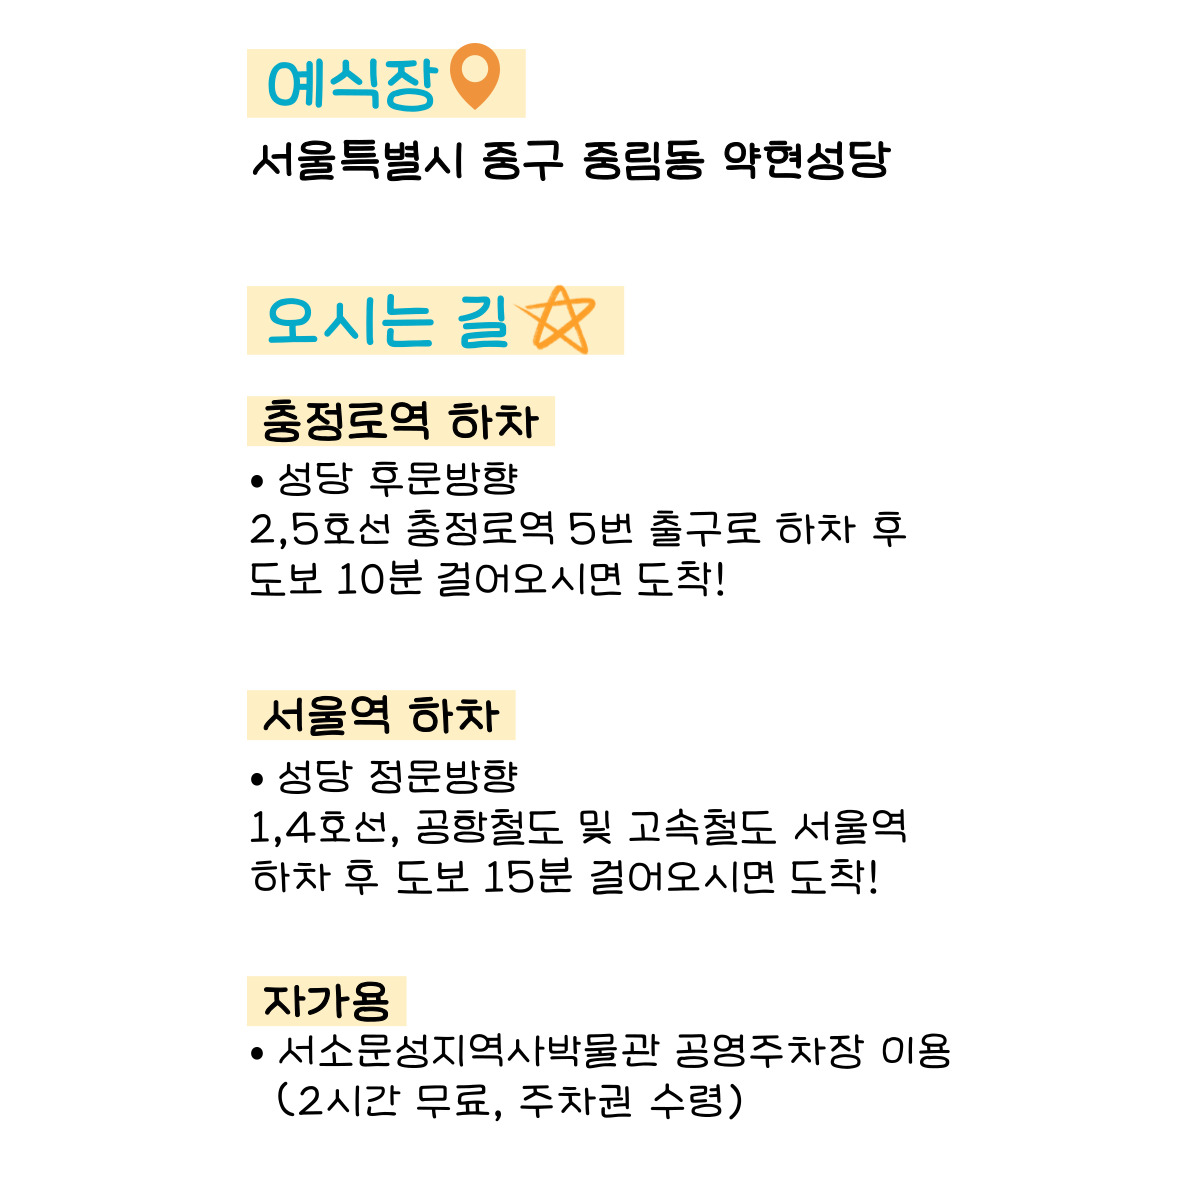 예식장
서울특별시 중구 중림동 약현성당
오시는 길
충정로역 하차
• 성당 후문방향
2,5호선 충정로역 5번 출구로 하차 후
도보 10분 걸어오시면 도착!
서울역 하차
• 성당 정문방향
1,4호선, 공항철도 및 고속철도 서울역
하차 후 도보 15분 걸어오시면 도착!
자가용
• 서소문성지역사박물관 공영주차장 이용
(2시간 무료, 주차권 수령)